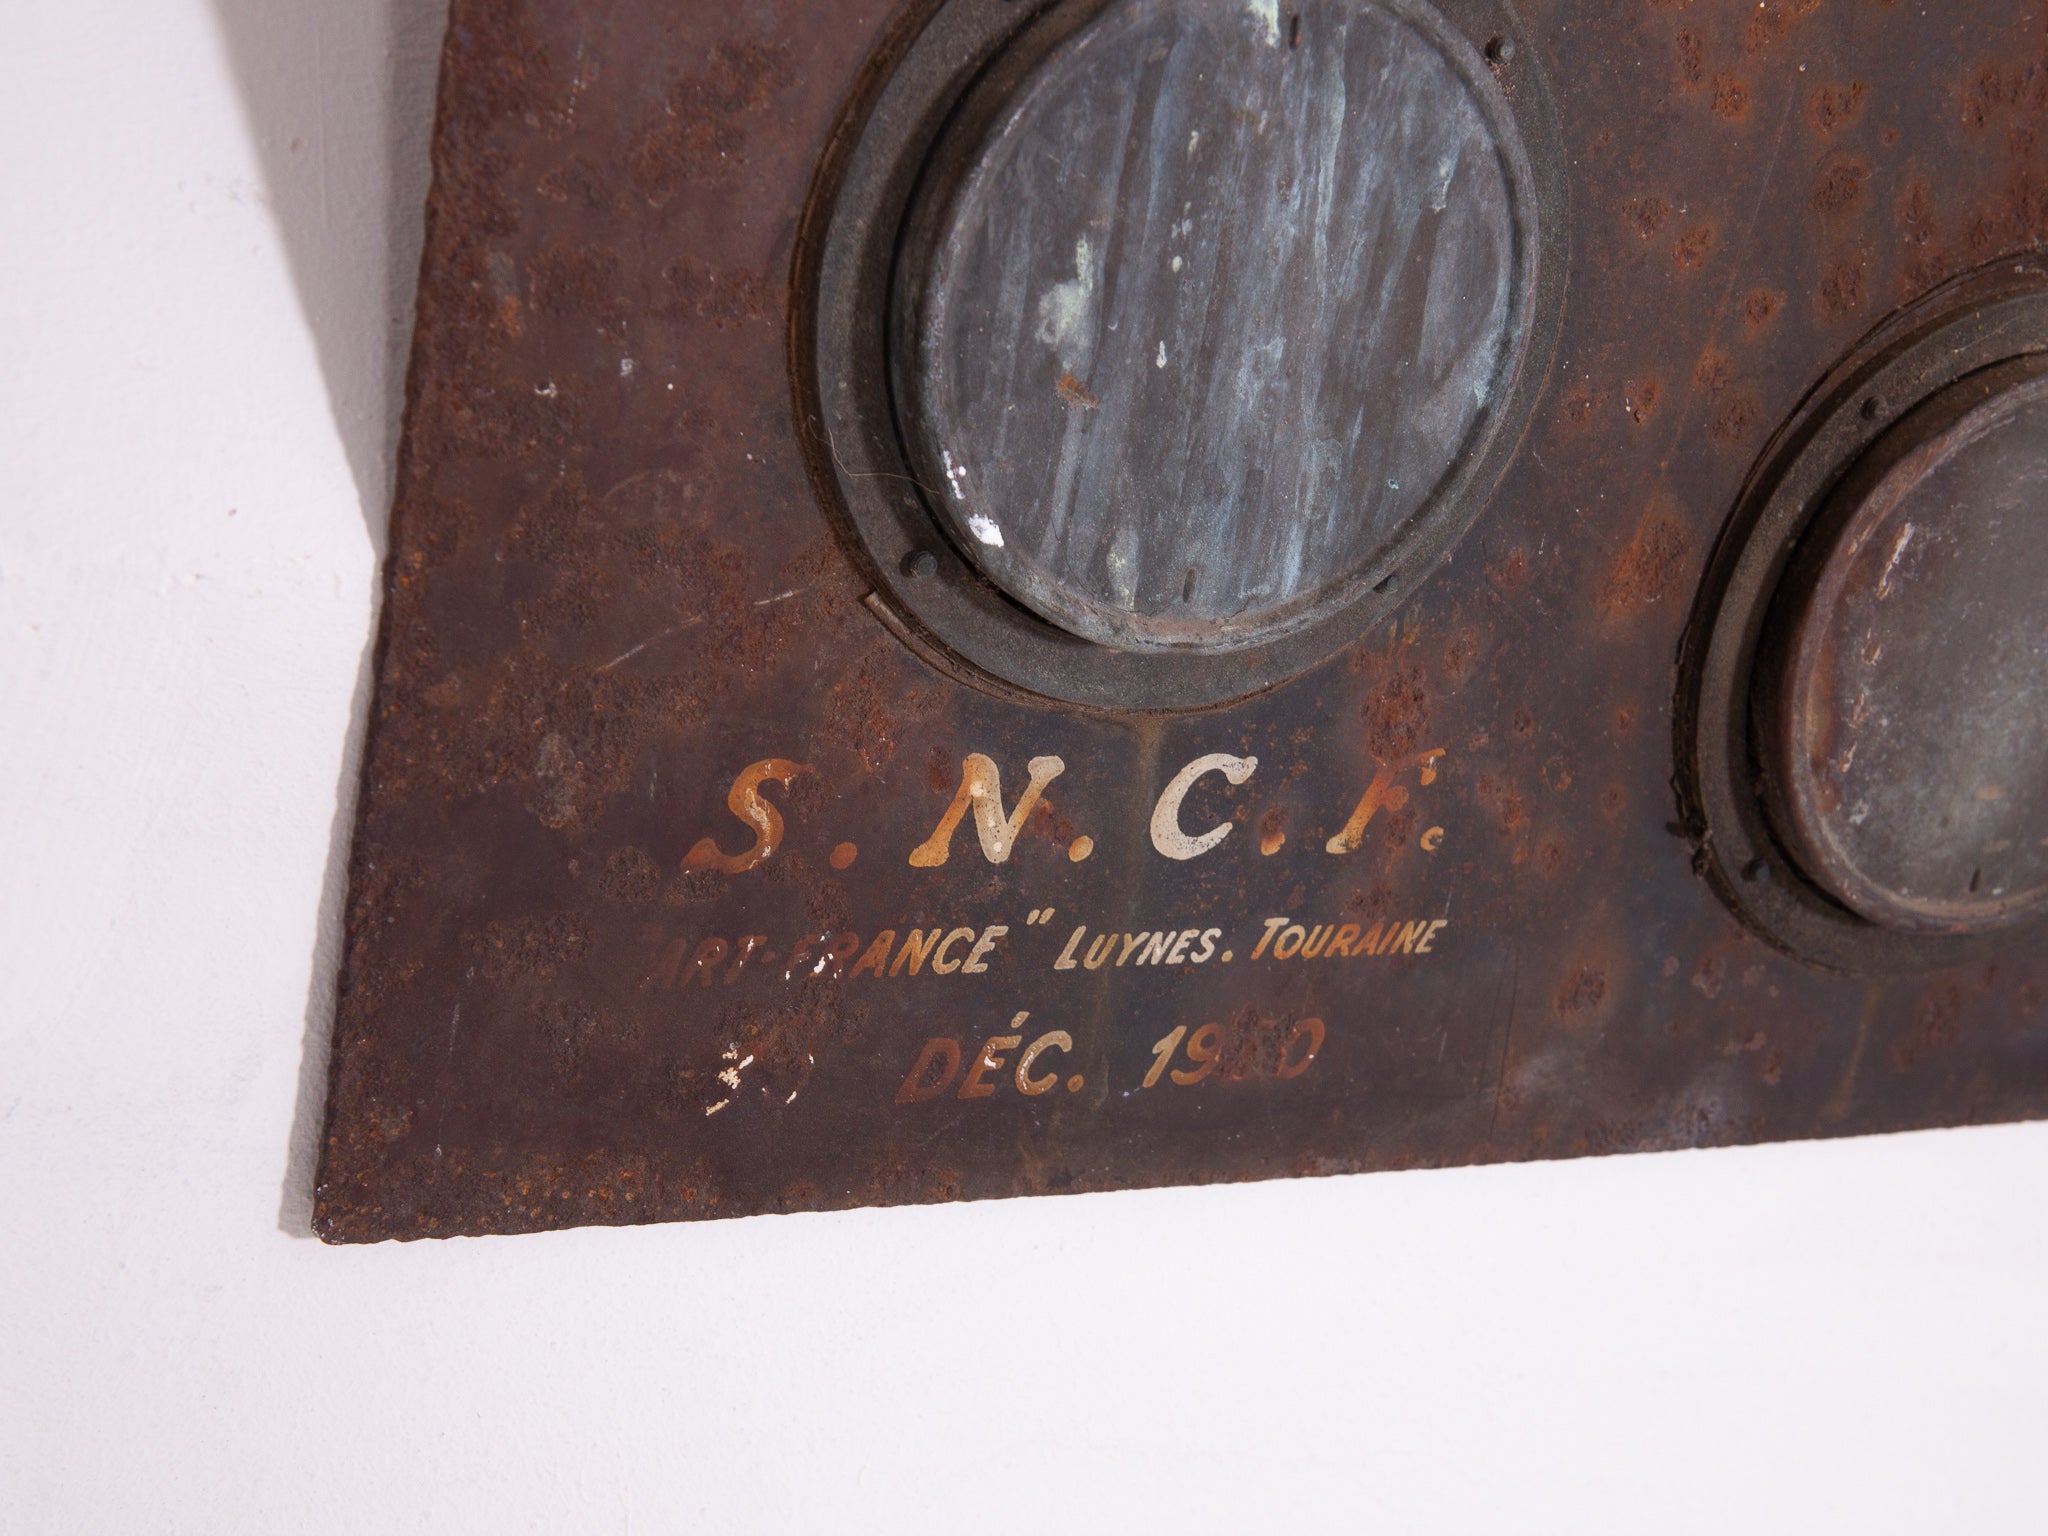 S.N.C.F.
"ART-FRANCE" LUYNES. TOURAINE
DÉC.